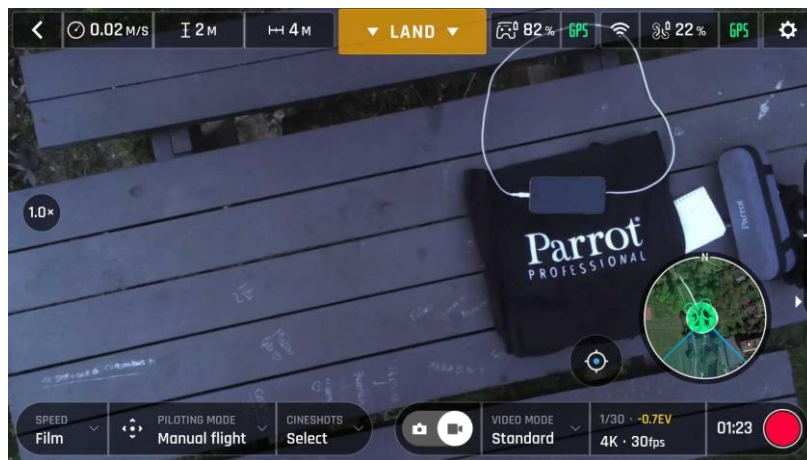 0.02 M/S
2 M
4 M
LAND
82 %
GPS
22 %
GPS
1.0×
Parrot
PROFESSIONAL
Parrot
N
SPEED
Film
PILOTING MODE
Manual flight
CINESHOTS
Select
VIDEO MODE
Standard
1/30 · -0.7EV
4K · 30fps
01:23